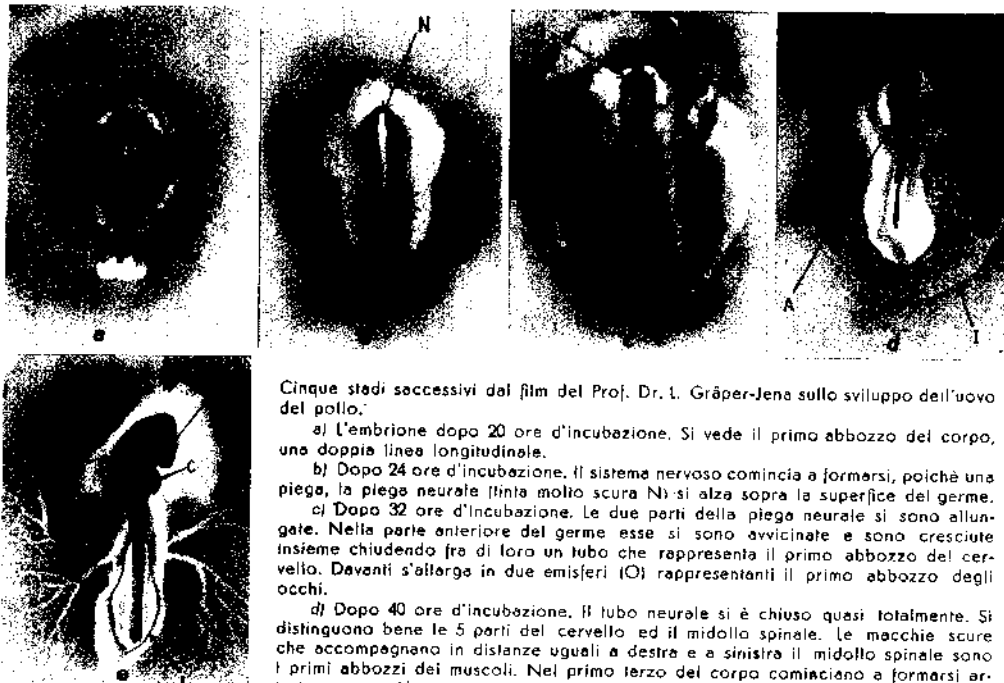 N
A
I
a
d
C
e
Cinque stadi saccessivi dal film del Prof. Dr. L. Gräper-Jena sullo sviluppo dell'uovo
del pollo.
a) L'embrione dopo 20 ore d'incubazione. Si vede il primo abbozzo del corpo,
una doppia linea longitudinale.
b) Dopo 24 ore d'incubazione. Il sistema nervoso comincia a formarsi, poichè una
piega, la piega neurale (tinta molto scura N) si alza sopra la superfice del germe.
c) Dopo 32 ore d'Incubazione. Le due parti della piega neurale si sono allun-
gate. Nella parte anteriore del germe esse si sono avvicinate e sono cresciute
insieme chiudendo fra di loro un tubo che rappresenta il primo abbozzo del cer-
vello. Davanti s'allarga in due emisferi (O) rappresentanti il primo abbozzo degli
occhi.
d) Dopo 40 ore d'incubazione. Il tubo neurale si è chiuso quasi totalmente. Si
distinguono bene le 5 parti del cervello ed il midollo spinale. Le macchie scure
che accompagnano in distanze uguali a destra e a sinistra il midollo spinale sono
i primi abbozzi dei muscoli. Nel primo terzo del corpo cominciano a formarsi ar-